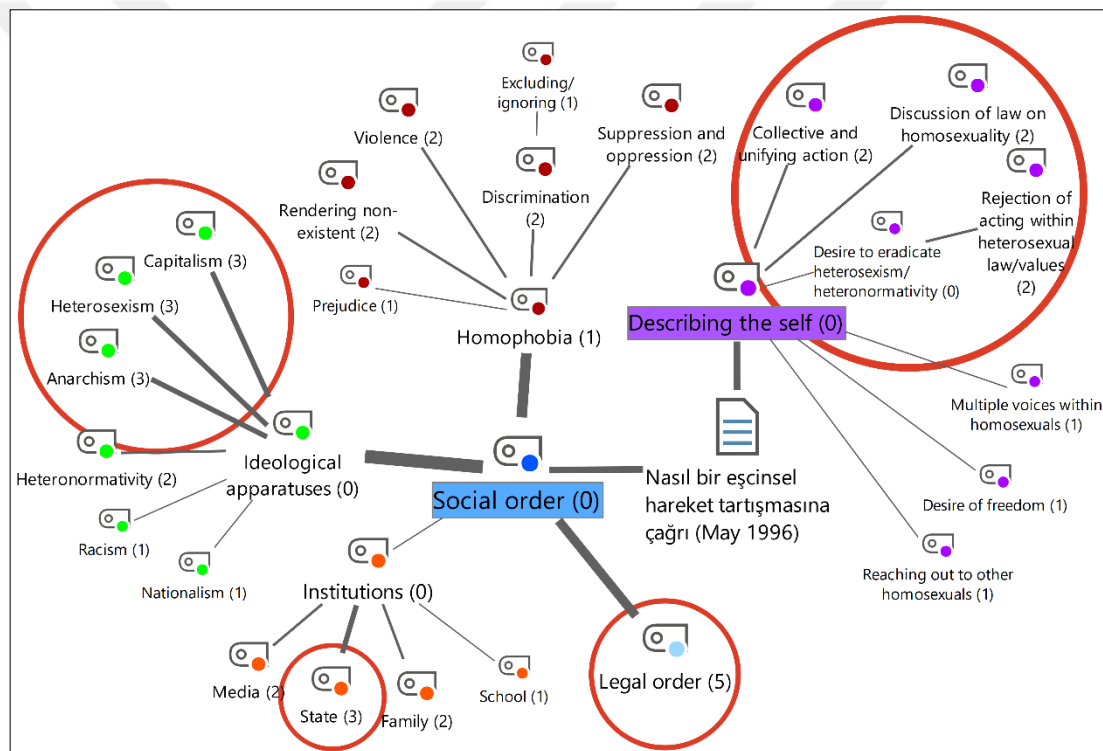 Excluding/
ignoring (1)
Violence (2)
Suppression and
oppression (2)
Collective and
unifying action (2)
Discussion of law on
homosexuality (2)
Rendering non-
existent (2)
Discrimination
(2)
Rejection of
acting within
heterosexual
law/values
(2)
Capitalism (3)
Desire to eradicate
heterosexism/
heteronormativity (0)
Heterosexism (3)
Prejudice (1)
Homophobia (1)
Describing the self (0)
Anarchism (3)
Multiple voices within
homosexuals (1)
Heteronormativity (2)
Ideological
apparatuses (0)
Social order (0)
Nasıl bir eşcinsel
hareket tartışmasına
çağrı (May 1996)
Desire of freedom (1)
Racism (1)
Nationalism (1)
Institutions (0)
Reaching out to other
homosexuals (1)
Media (2)
State (3)
Family (2)
School (1)
Legal order (5)